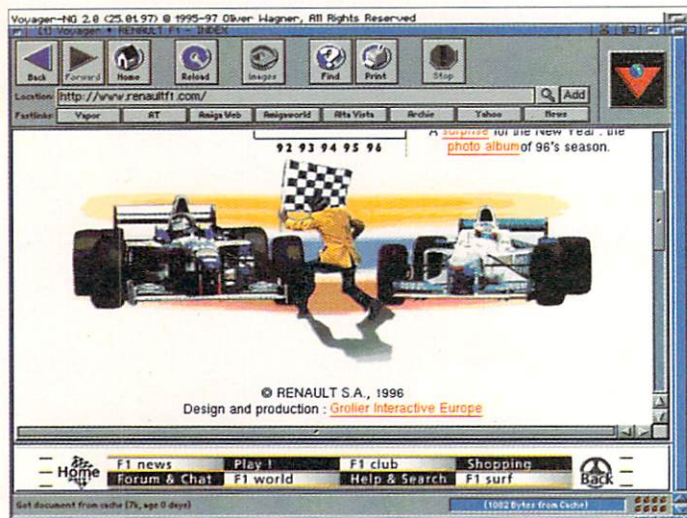 Voyager-NG 2.0 (25.01.97) © 1995-97 Oliver Wagner, All Rights Reserved
[1] Voyager • RENAULT F1 - INDEX
Back Forward Home Reload Images Find Print Stop
Location: http://www.renaultf1.com/ Add
Fastlinks: Vapor AT Amiga Web Amigaworld Alta Vista Archie Yahoo News
92 93 94 95 96
A surprise for the New Year : the
photo album of 96's season.
© RENAULT S.A., 1996
Design and production : Grolier Interactive Europe
Home F1 news Play ! F1 club Shopping Back
Forum & Chat F1 world Help & Search F1 surf
Got document from cache (7k, age 0 days) (1082 Bytes from Cache)